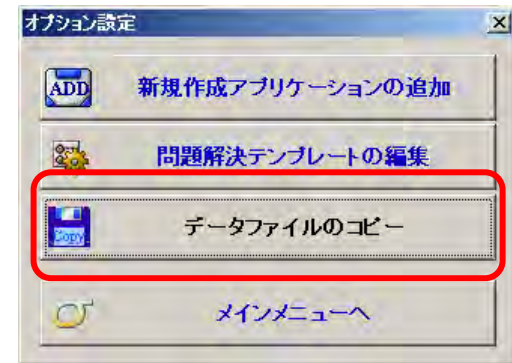 オプション設定
ADD 新規作成アプリケーションの追加
問題解決テンプレートの編集
Copy データファイルのコピー
メインメニューへ